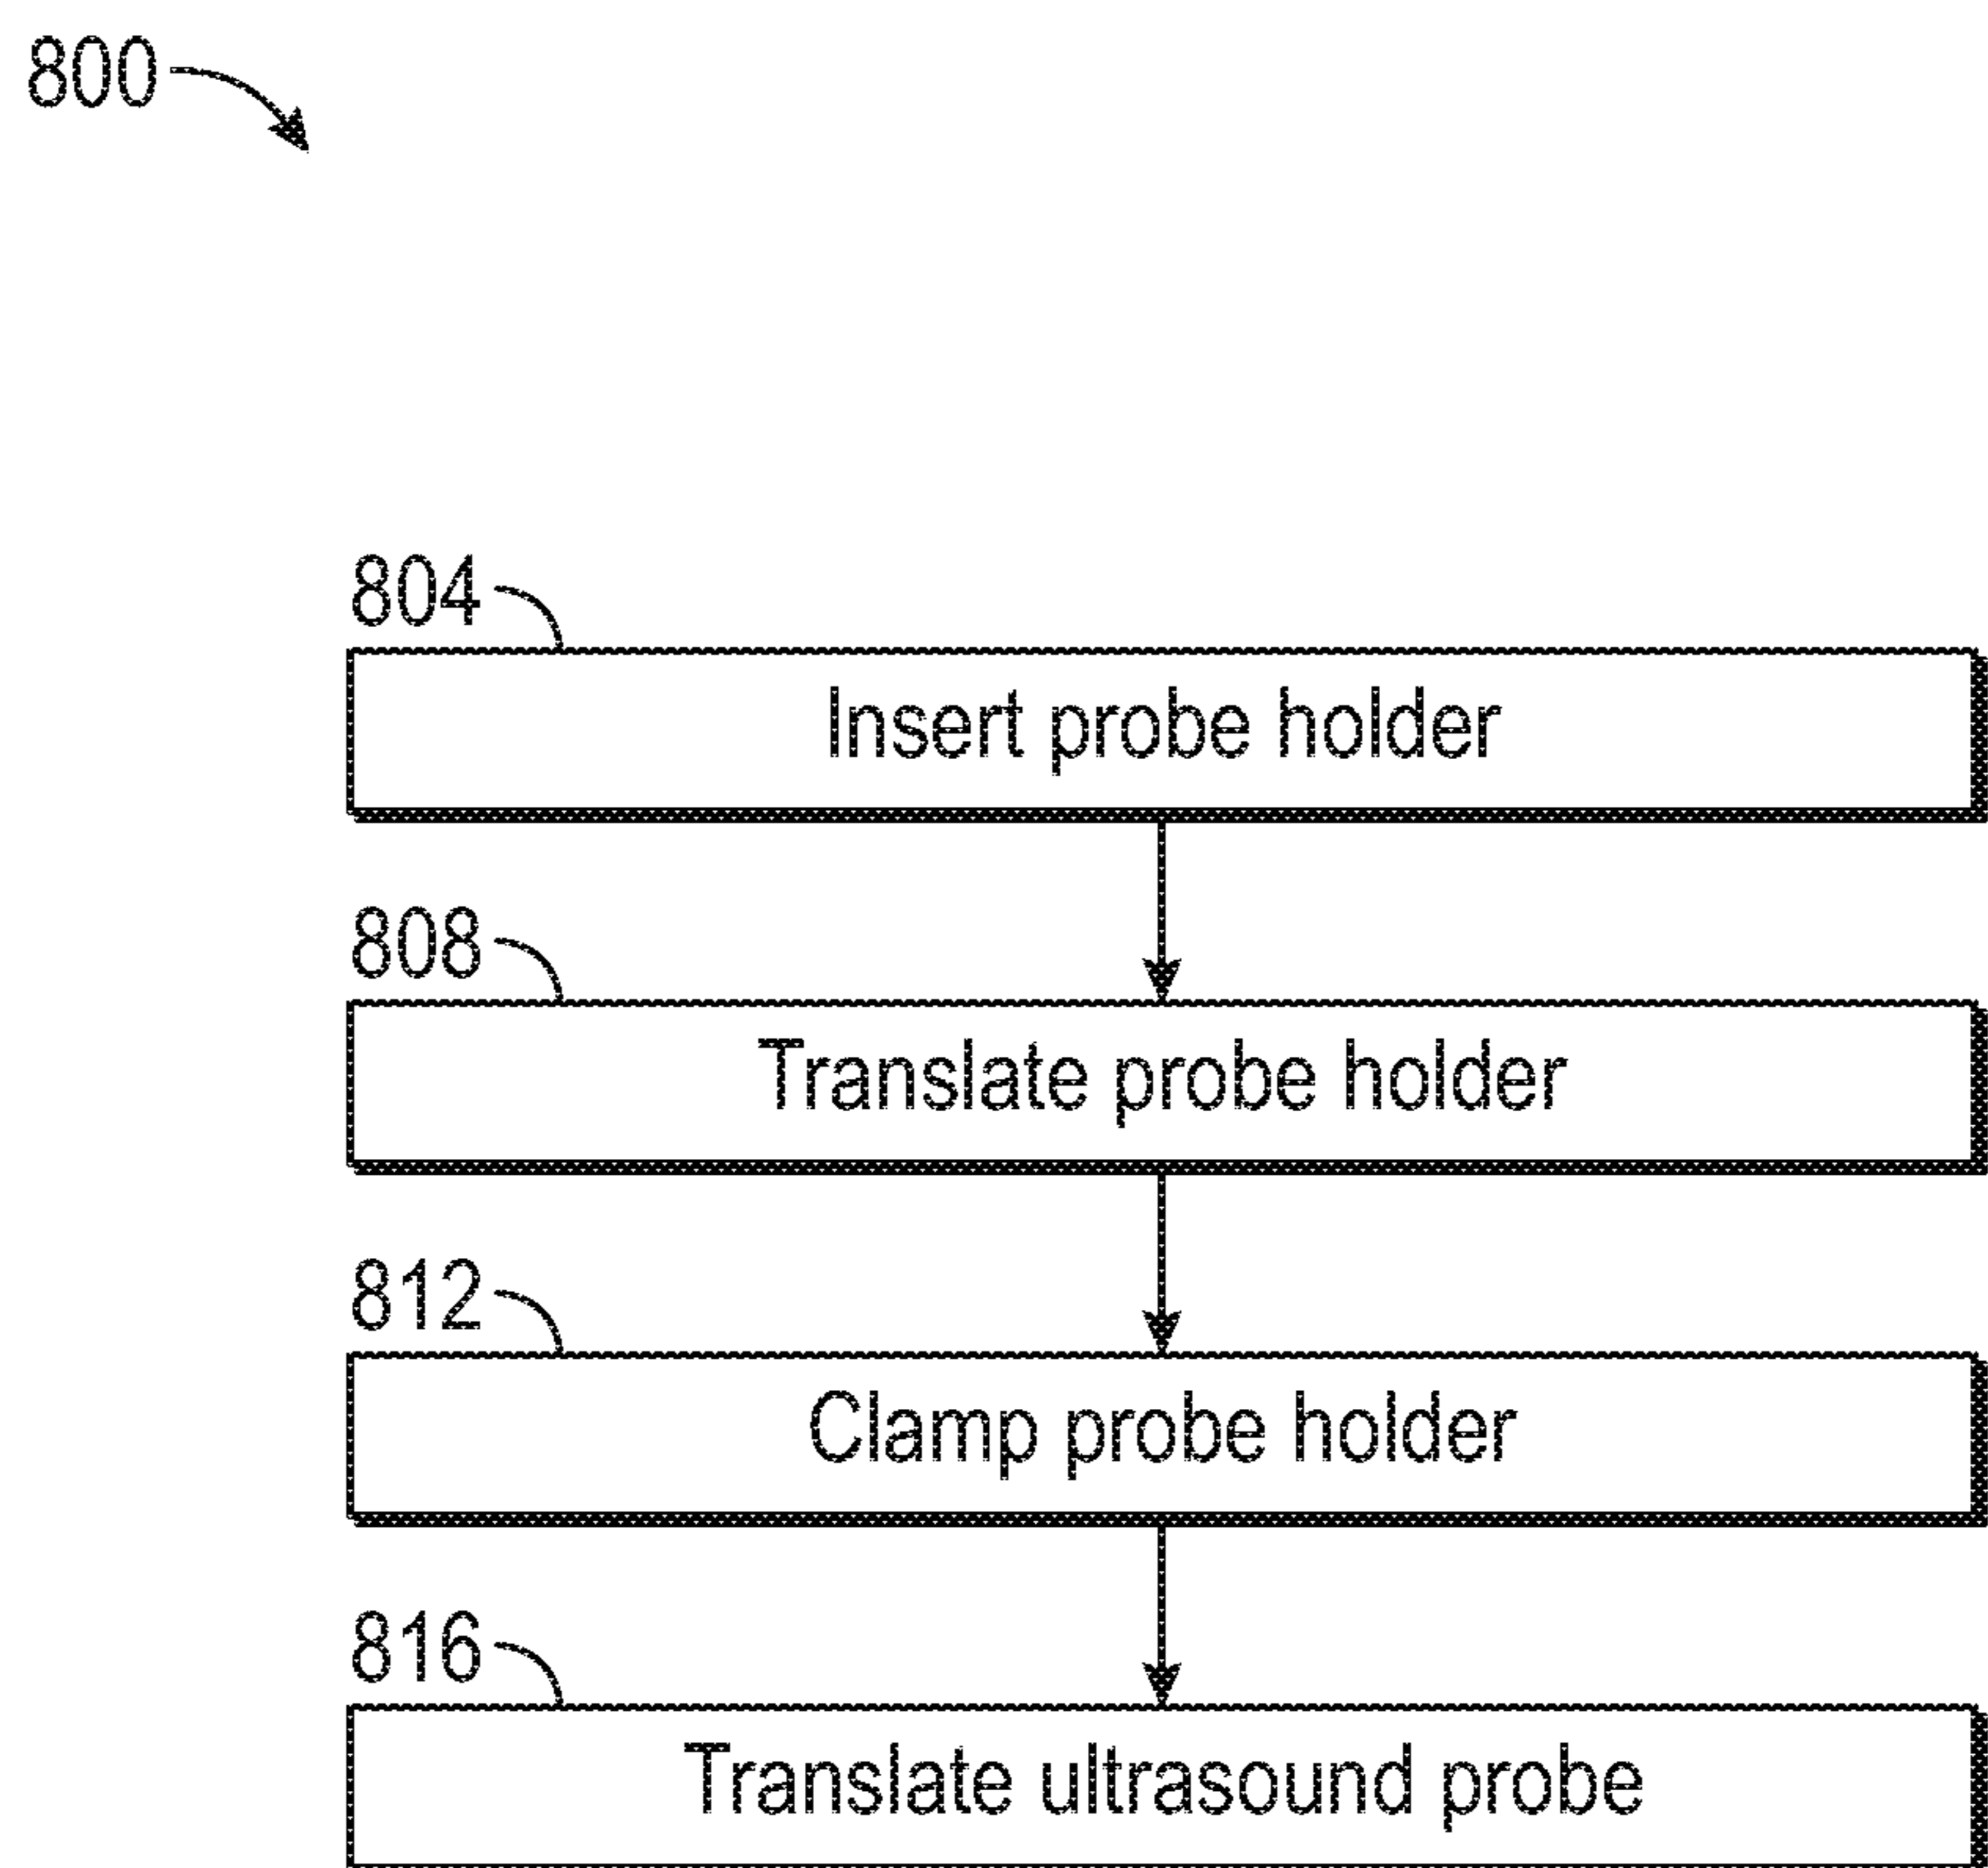 800
804
Insert probe holder
808
Translate probe holder
812
Clamp probe holder
816
Translate ultrasound probe